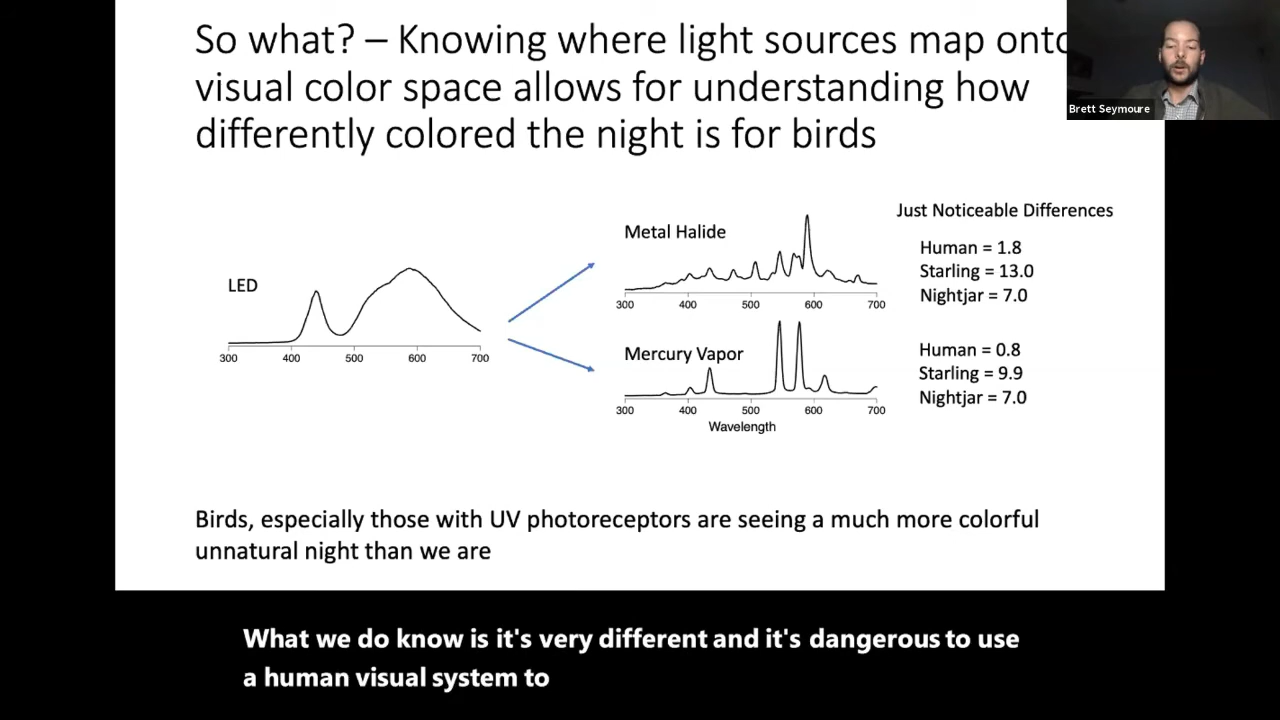 So what? – Knowing where light sources map onto
visual color space allows for understanding how
differently colored the night is for birds
Brett Seymoure
LED
300 400 500 600 700
Metal Halide
300 400 500 600 700
Mercury Vapor
300 400 500 600 700
Wavelength
Just Noticeable Differences
Human = 1.8
Starling = 13.0
Nightjar = 7.0
Human = 0.8
Starling = 9.9
Nightjar = 7.0
Birds, especially those with UV photoreceptors are seeing a much more colorful
unnatural night than we are
What we do know is it's very different and it's dangerous to use
a human visual system to